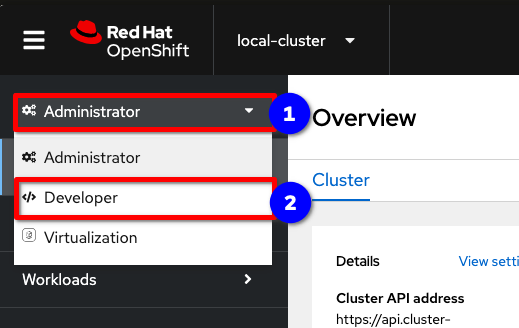 Red Hat
OpenShift
local-cluster
Administrator
1
Administrator
Developer
2
Virtualization
Workloads
Overview
Cluster
Details
View setti
Cluster API address
https://api.cluster-